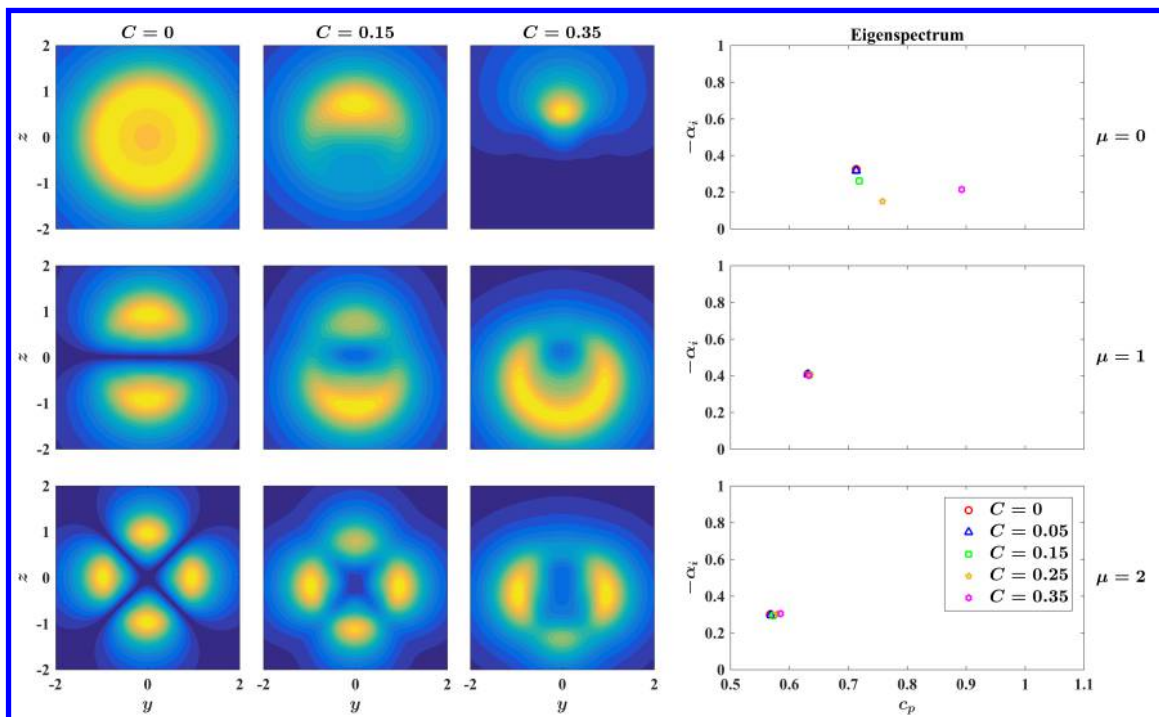 C = 0 C = 0.15 C = 0.35 Eigenspectrum
2 1 0 -1 -2 z
1 0.8 0.6 0.4 0.2 0 −α_i μ = 0
2 1 0 -1 -2 z
1 0.8 0.6 0.4 0.2 0 −α_i μ = 1
2 1 0 -1 -2 z
1 0.8 0.6 0.4 0.2 0 −α_i μ = 2
C = 0
C = 0.05
C = 0.15
C = 0.25
C = 0.35
-2 0 2 -2 0 2 -2 0 2 0.5 0.6 0.7 0.8 0.9 1 1.1
y y y c_p